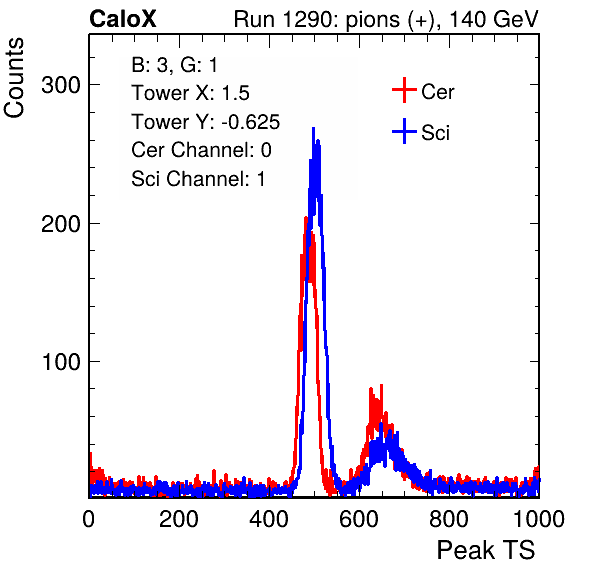 CaloX Run 1290: pions (+), 140 GeV
Counts
B: 3, G: 1
Tower X: 1.5
Tower Y: -0.625
Cer Channel: 0
Sci Channel: 1
Cer
Sci
300
200
100
0 200 400 600 800 1000
Peak TS